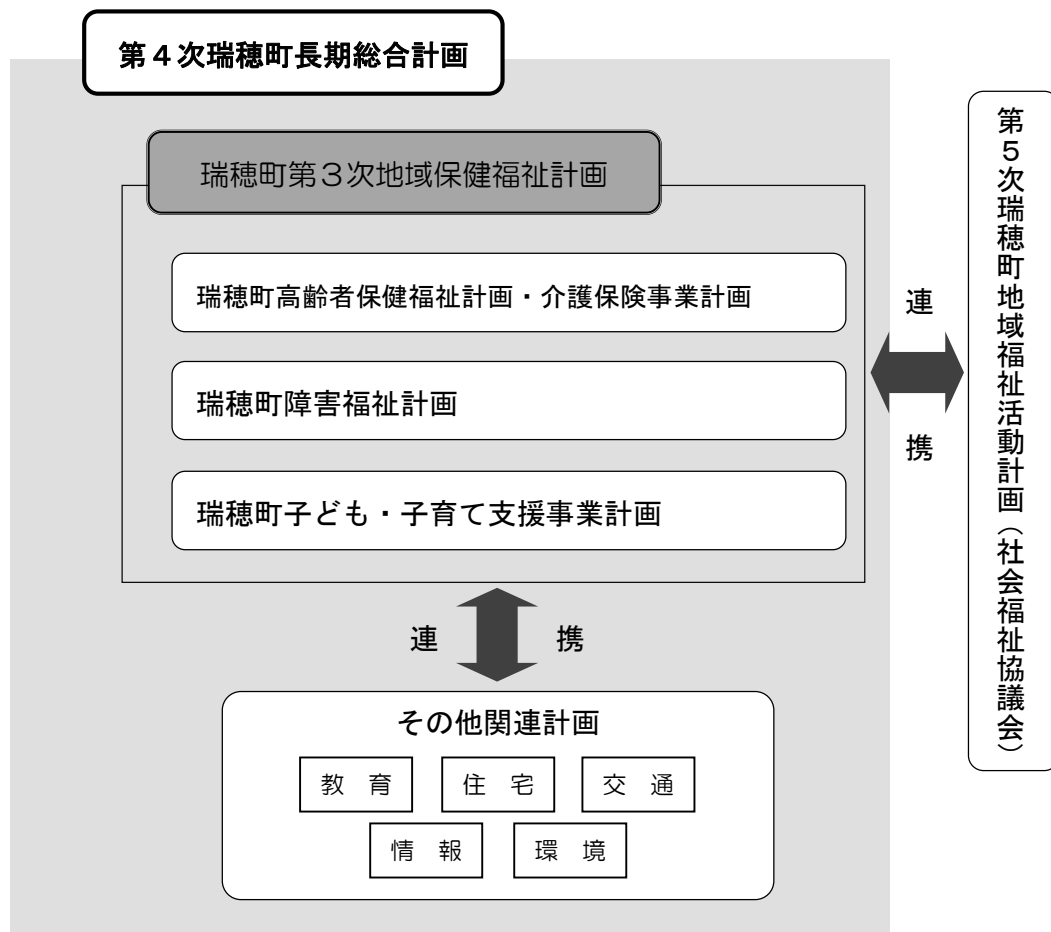 第４次瑞穂町長期総合計画
瑞穂町第３次地域保健福祉計画
瑞穂町高齢者保健福祉計画・介護保険事業計画
瑞穂町障害福祉計画
瑞穂町子ども・子育て支援事業計画
連
携
第５次瑞穂町地域福祉活動計画（社会福祉協議会）
連　携
その他関連計画
教　育
住　宅
交　通
情　報
環　境